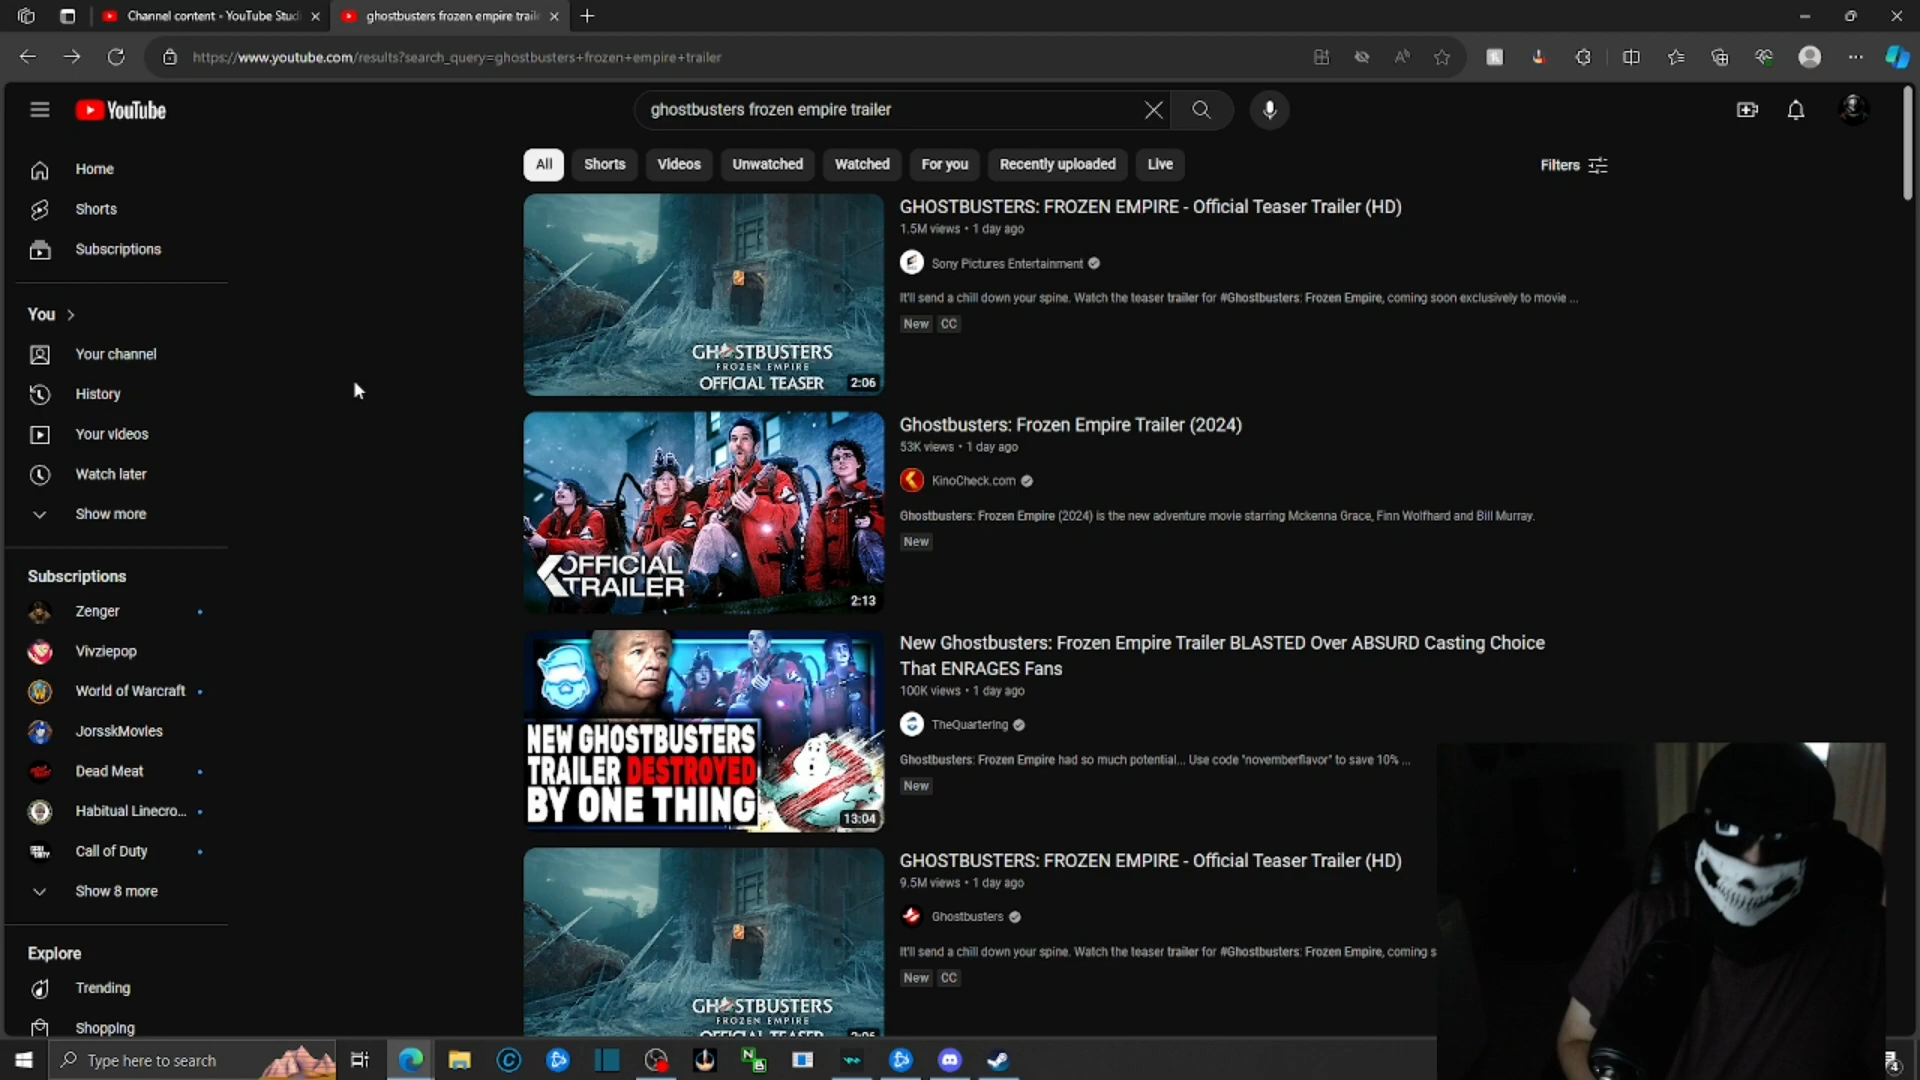 Channel content - YouTube Studi
ghostbusters frozen empire trail
https://www.youtube.com/results?search_query=ghostbusters+frozen+empire+trailer
YouTube
ghostbusters frozen empire trailer
All
Shorts
Videos
Unwatched
Watched
For you
Recently uploaded
Live
Filters
Home
Shorts
Subscriptions
You
Your channel
History
Your videos
Watch later
Show more
Subscriptions
Zenger
Vivziepop
World of Warcraft
JorsskMovies
Dead Meat
Habitual Linecro...
Call of Duty
Show 8 more
Explore
Trending
Shopping
GHOSTBUSTERS
FROZEN EMPIRE
OFFICIAL TEASER
2:06
GHOSTBUSTERS: FROZEN EMPIRE - Official Teaser Trailer (HD)
1.5M views • 1 day ago
Sony Pictures Entertainment
It'll send a chill down your spine. Watch the teaser trailer for #Ghostbusters: Frozen Empire, coming soon exclusively to movie ...
New CC
OFFICIAL
TRAILER
2:13
Ghostbusters: Frozen Empire Trailer (2024)
53K views • 1 day ago
KinoCheck.com
Ghostbusters: Frozen Empire (2024) is the new adventure movie starring Mckenna Grace, Finn Wolfhard and Bill Murray.
New
NEW GHOSTBUSTERS
TRAILER DESTROYED
BY ONE THING
13:04
New Ghostbusters: Frozen Empire Trailer BLASTED Over ABSURD Casting Choice
That ENRAGES Fans
100K views • 1 day ago
TheQuartering
Ghostbusters: Frozen Empire had so much potential... Use code "novemberflavor" to save 10% ...
New
GHOSTBUSTERS
FROZEN EMPIRE
OFFICIAL TEASER
2:06
GHOSTBUSTERS: FROZEN EMPIRE - Official Teaser Trailer (HD)
9.5M views • 1 day ago
Ghostbusters
It'll send a chill down your spine. Watch the teaser trailer for #Ghostbusters: Frozen Empire, coming s
New CC
Type here to search
4